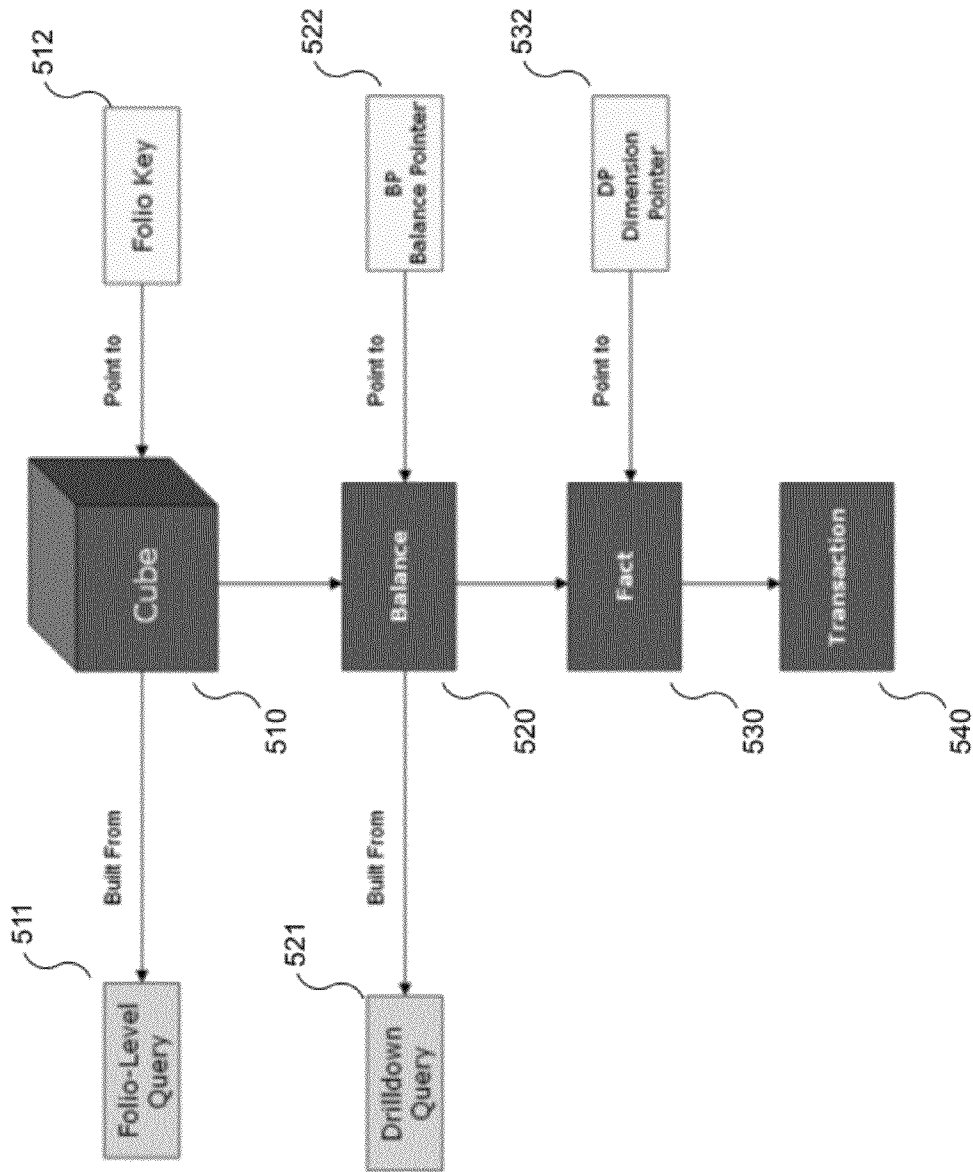 511
512
Folio-Level
Query
Built From
Cube
Point to
Folio Key
510
521
522
Drilldown
Query
Built From
Balance
Point to
BP
Balance Pointer
520
532
Fact
Point to
DP
Dimension
Pointer
530
Transaction
540